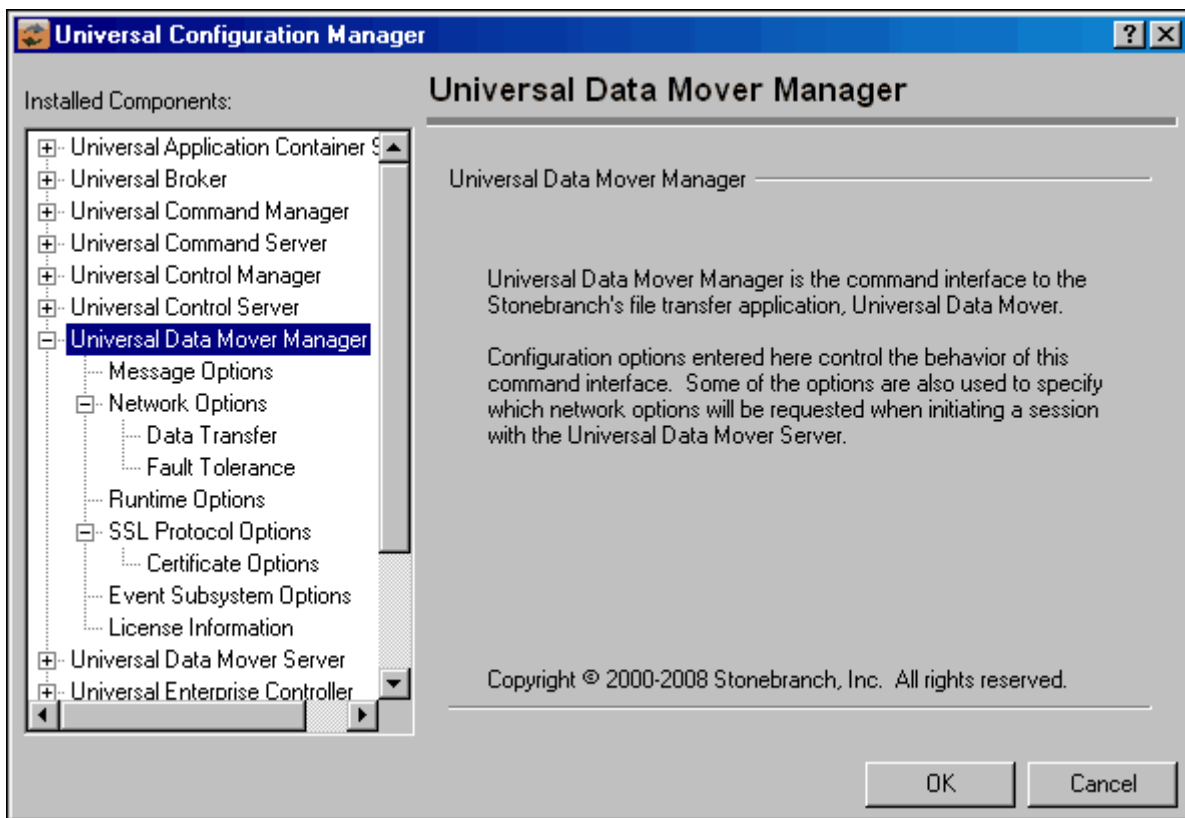 Universal Configuration Manager
Installed Components:
Universal Application Container
Universal Broker
Universal Command Manager
Universal Command Server
Universal Control Manager
Universal Control Server
Universal Data Mover Manager
Message Options
Network Options
Data Transfer
Fault Tolerance
Runtime Options
SSL Protocol Options
Certificate Options
Event Subsystem Options
License Information
Universal Data Mover Server
Universal Enterprise Controller
Universal Data Mover Manager
Universal Data Mover Manager
Universal Data Mover Manager is the command interface to the
Stonebranch's file transfer application, Universal Data Mover.
Configuration options entered here control the behavior of this
command interface.  Some of the options are also used to specify
which network options will be requested when initiating a session
with the Universal Data Mover Server.
Copyright © 2000-2008 Stonebranch, Inc.  All rights reserved.
OK
Cancel